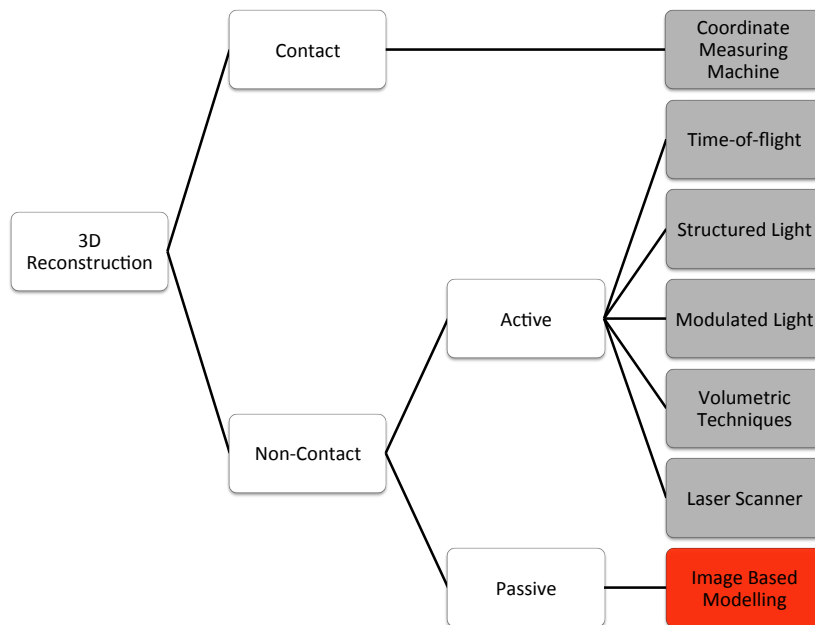 Contact
Coordinate
Measuring
Machine
Time-of-flight
3D
Reconstruction
Structured Light
Active
Modulated Light
Volumetric
Techniques
Non-Contact
Laser Scanner
Passive
Image Based
Modelling